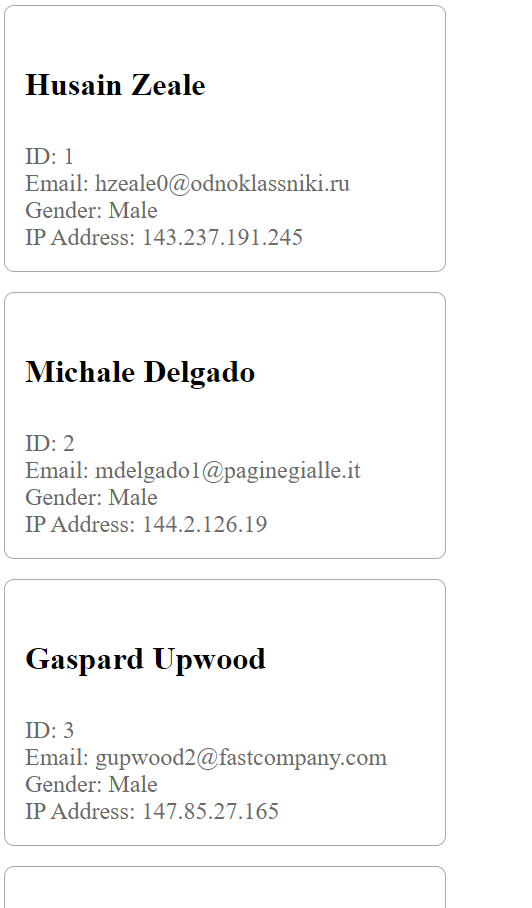 Husain Zeale
ID: 1
Email: hzeale0@odnoklassniki.ru
Gender: Male
IP Address: 143.237.191.245
Michale Delgado
ID: 2
Email: mdelgado1@paginegialle.it
Gender: Male
IP Address: 144.2.126.19
Gaspard Upwood
ID: 3
Email: gupwood2@fastcompany.com
Gender: Male
IP Address: 147.85.27.165